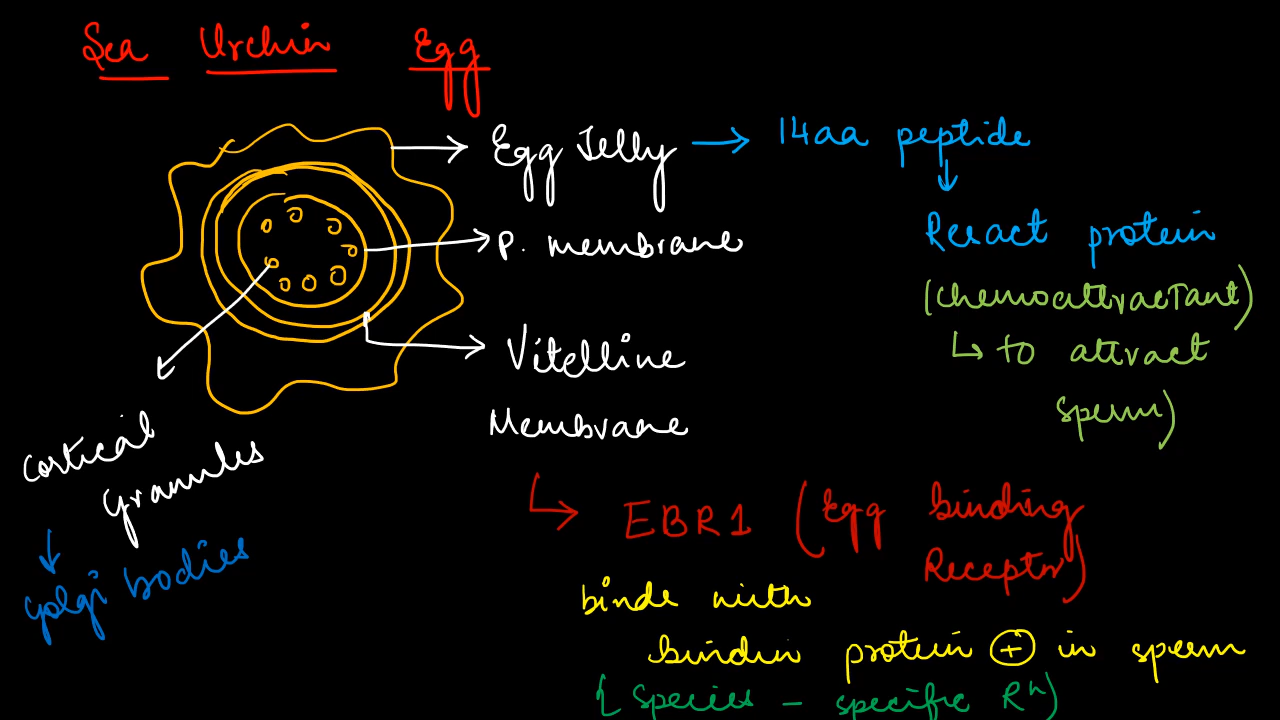 Sea Urchin Egg
Egg Jelly → 14aa peptide
↓
Resact protein
(chemoattractant)
↳ to attract
sperm)
P. membrane
Vitelline
Membrane
↳ EBR1 (Egg binding
Receptor)
binds with
bindin protein ⊕ in sperm
{Species - specific Rⁿ)
cortical
granules
↓
golgi bodies